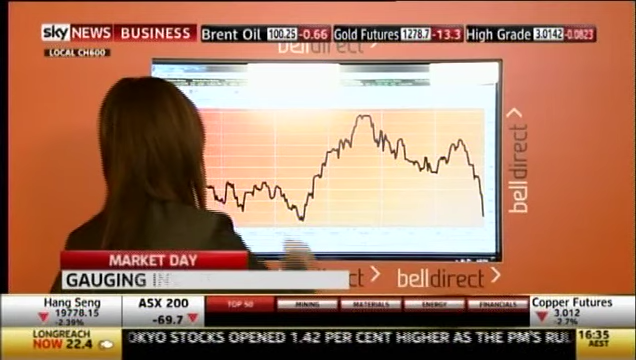 sky NEWS BUSINESS Brent Oil 100.25 -0.66 Gold Futures 1278.7 -13.3 High Grade 3.0142 -0.0823
LOCAL CH600
belldirect
belldirect
MARKET DAY
GAUGING
belldirect
Hang Seng 19778.15 -2.39%
ASX 200 -69.7
TOP 50 MINING MATERIALS ENERGY FINANCIALS
Copper Futures 3.012 -2.7%
LONGREACH NOW 22.4
OKYO STOCKS OPENED 1.42 PER CENT HIGHER AS THE PM'S RUL
16:35 AEST